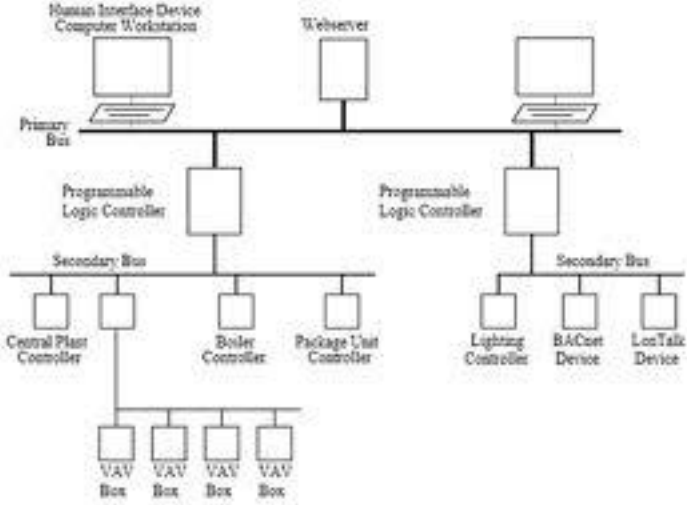 Human Interface Device
Computer Workstation
Webserver
Primary
Bus
Programmable
Logic Controller
Programmable
Logic Controller
Secondary Bus
Secondary Bus
Central Plant
Controller
Boiler
Controller
Package Unit
Controller
Lighting
Controller
BACnet
Device
LonTalk
Device
VAV
Box
VAV
Box
VAV
Box
VAV
Box